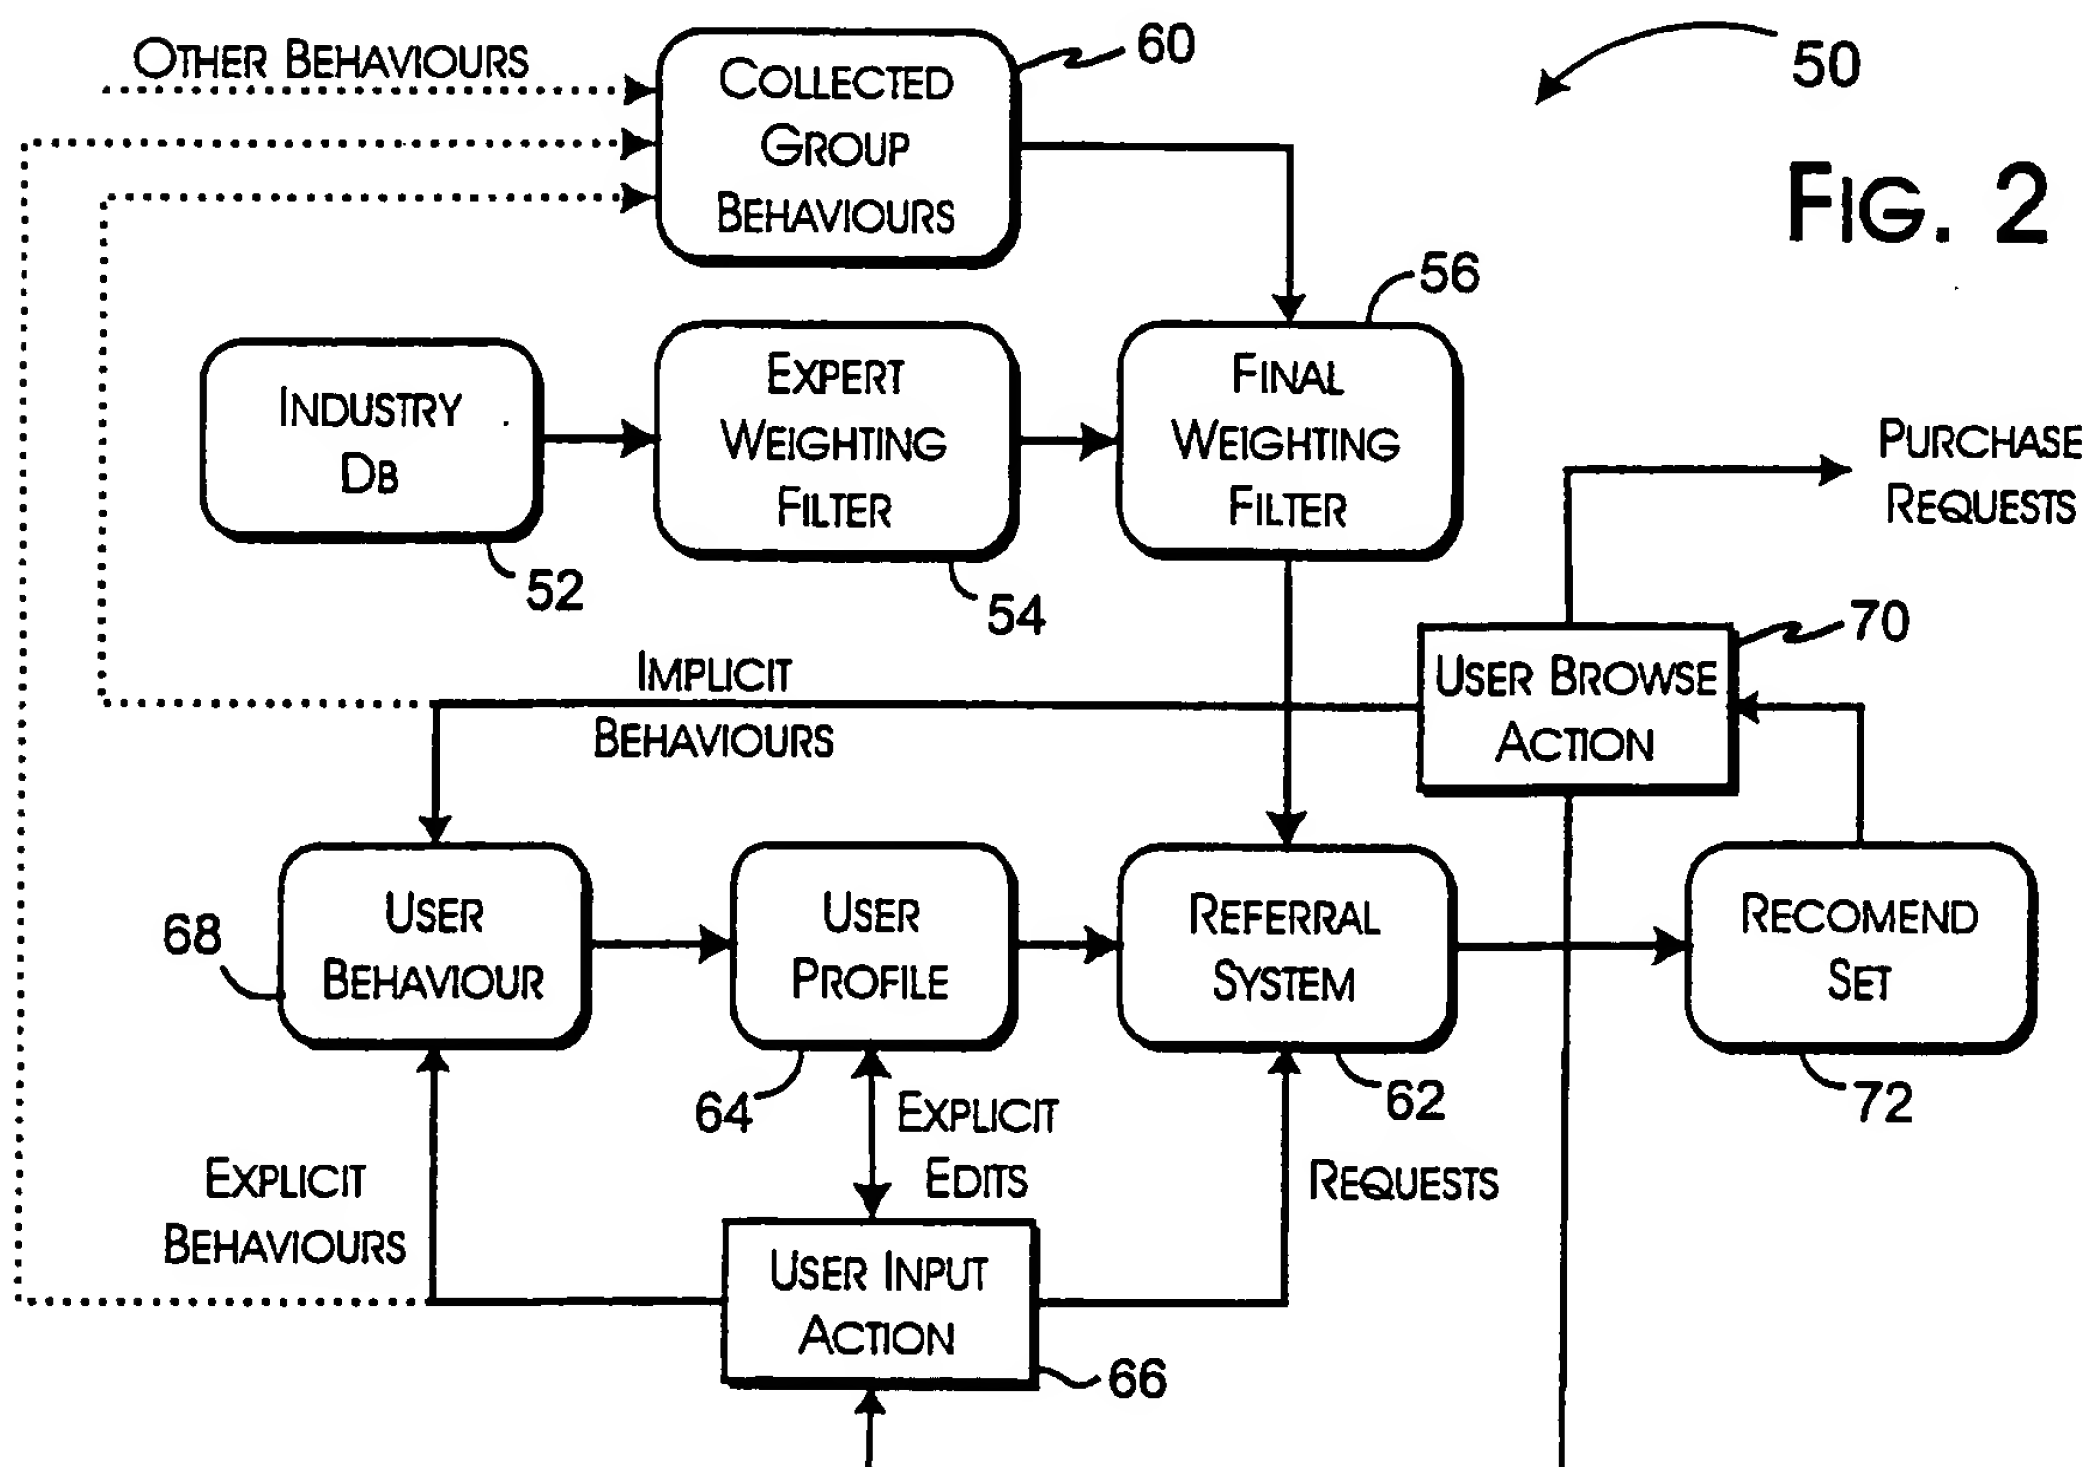 OTHER BEHAVIOURS
COLLECTED
GROUP
BEHAVIOURS
60
50
FIG. 2
56
INDUSTRY
DB
52
EXPERT
WEIGHTING
FILTER
54
FINAL
WEIGHTING
FILTER
PURCHASE
REQUESTS
70
USER BROWSE
ACTION
IMPLICIT
BEHAVIOURS
68
USER
BEHAVIOUR
USER
PROFILE
64
REFERRAL
SYSTEM
62
RECOMEND
SET
72
EXPLICIT
BEHAVIOURS
EXPLICIT
EDITS
REQUESTS
USER INPUT
ACTION
66